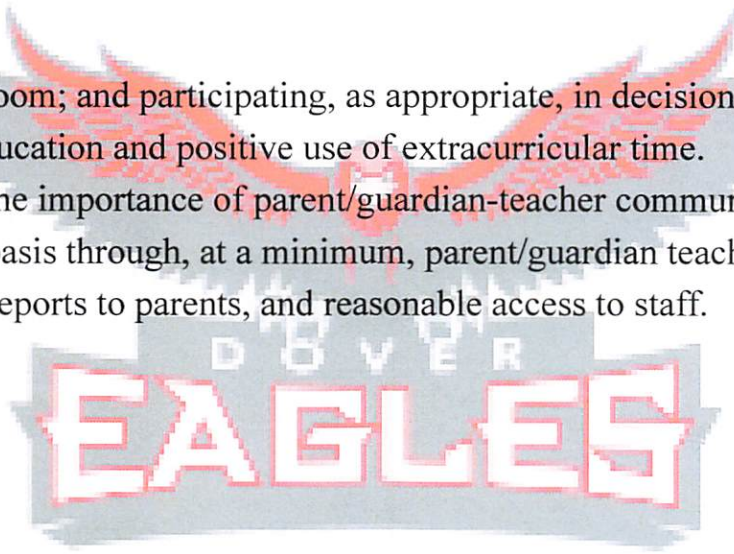 oom; and participating, as appropriate, in decision
ucation and positive use of extracurricular time.
he importance of parent/guardian-teacher commun
asis through, at a minimum, parent/guardian teach
eports to parents, and reasonable access to staff.
DOVER
EAGLES